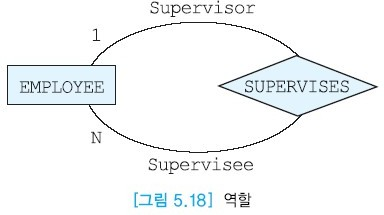 Supervisor
1
EMPLOYEE
SUPERVISES
N
Supervisee
[그림 5.18] 역할